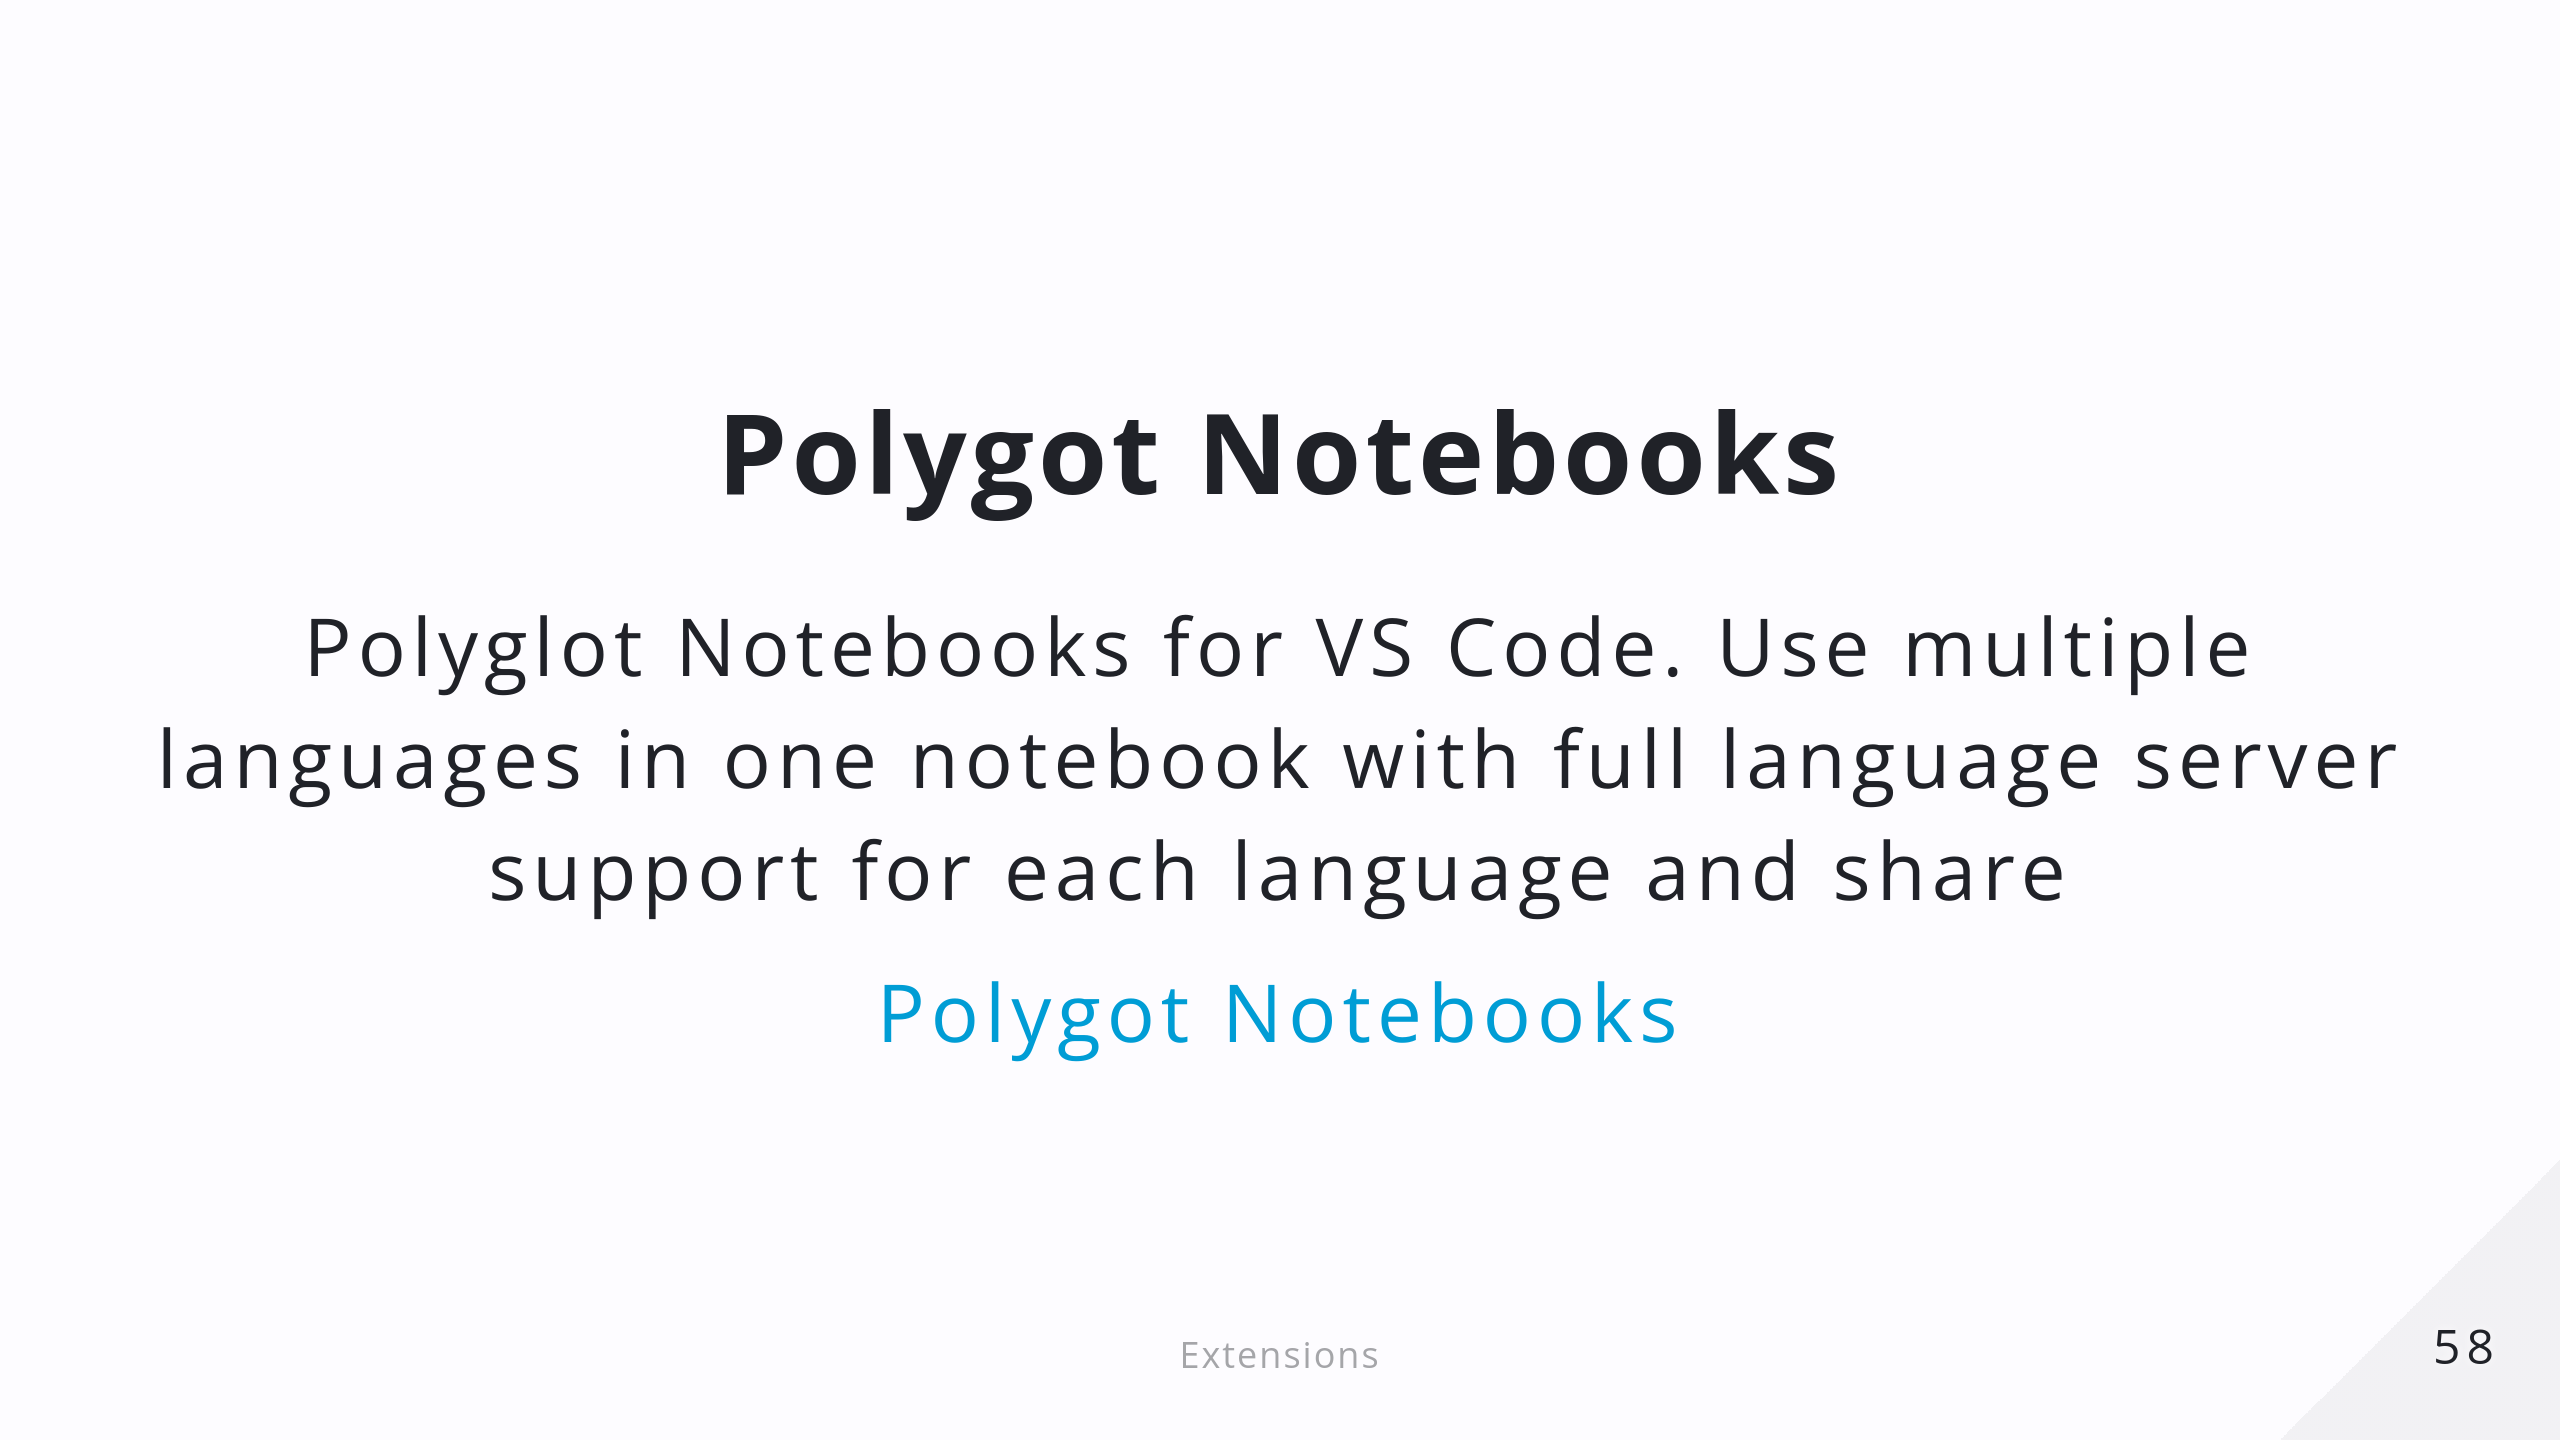 Polygot Notebooks
Polyglot Notebooks for VS Code. Use multiple
languages in one notebook with full language server
support for each language and share
Polygot Notebooks
Extensions
58